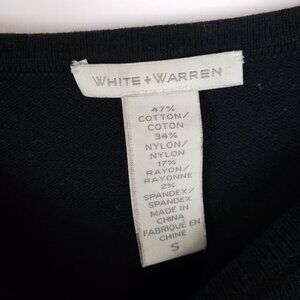 WHITE + WARREN
47%
COTTON/
COTON
34%
NYLON/
NYLON
17%
RAYON/
RAYONNE
2%
SPANDEX/
SPANDEX
MADE IN
CHINA
FABRIQUÉ EN
CHINE
S